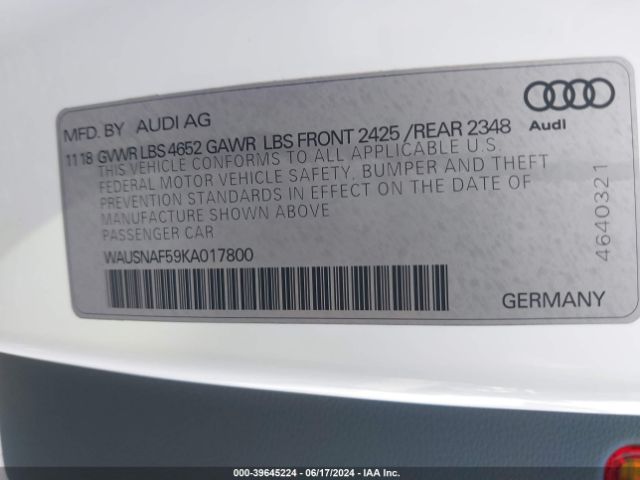 MFD. BY AUDI AG
11 18 GVWR LBS 4652 GAWR LBS FRONT 2425 /REAR 2348
THIS VEHICLE CONFORMS TO ALL APPLICABLE U.S.
FEDERAL MOTOR VEHICLE SAFETY, BUMPER AND THEFT
PREVENTION STANDARDS IN EFFECT ON THE DATE OF
MANUFACTURE SHOWN ABOVE
PASSENGER CAR
WAUSNAF59KA017800
Audi
4640321
GERMANY
000-39645224 - 06/17/2024 - IAA Inc.